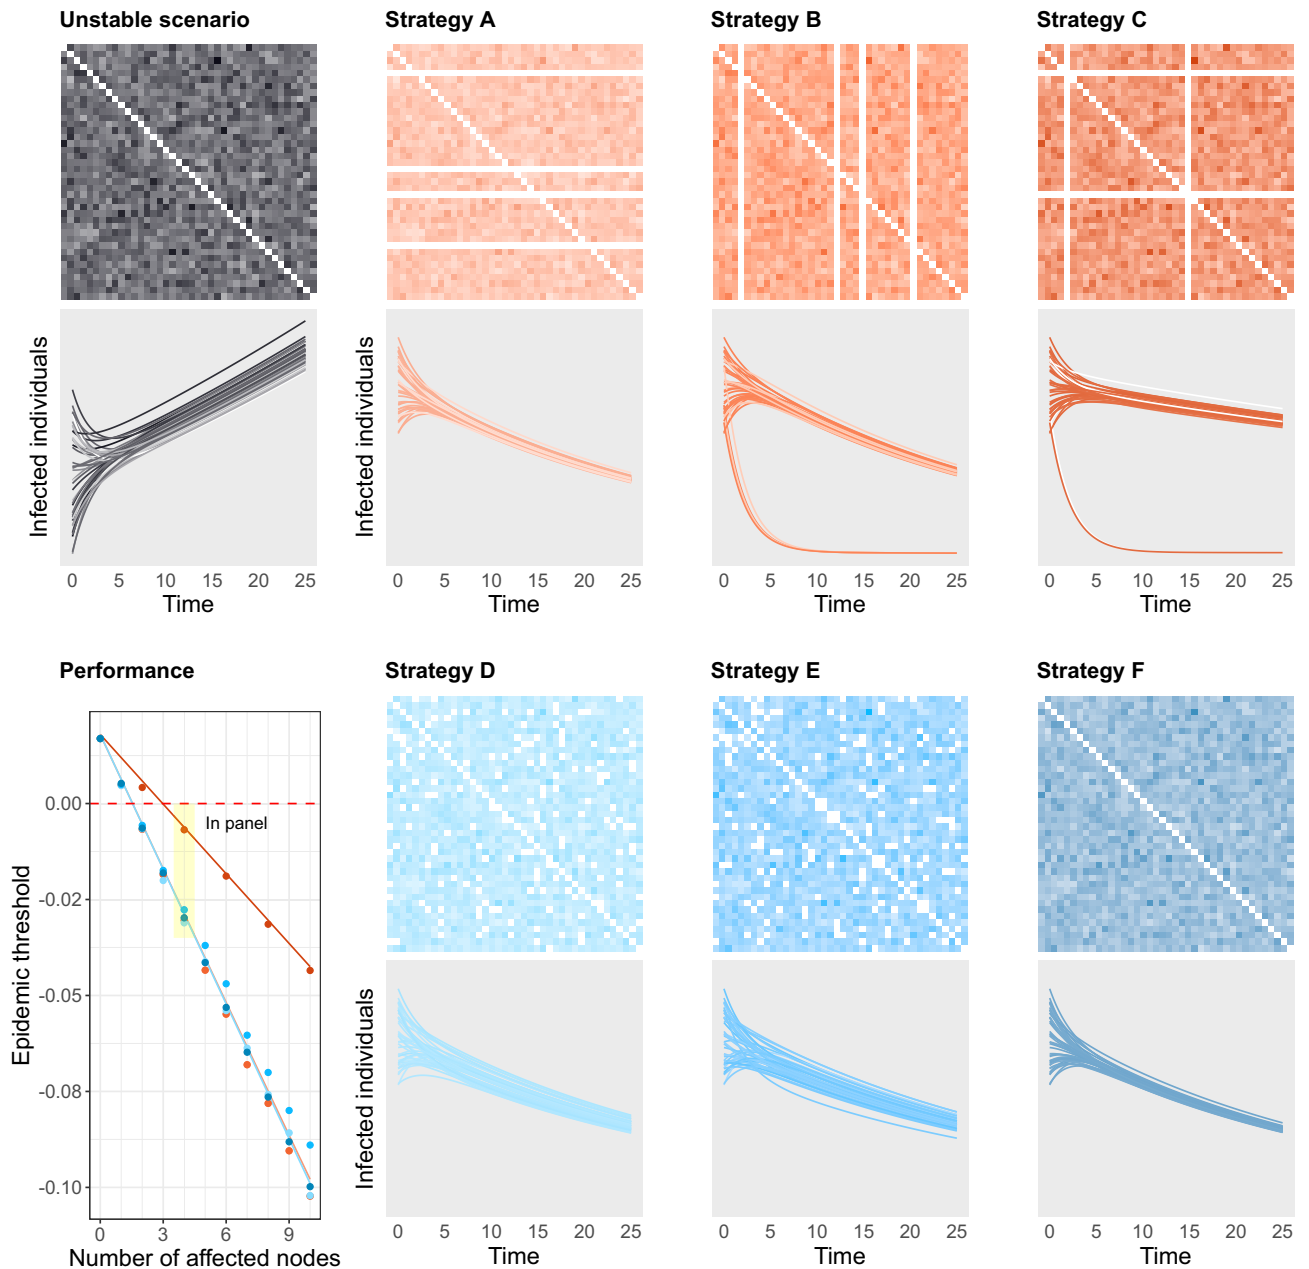 Unstable scenario
Strategy A
Strategy B
Strategy C
Infected individuals
0 5 10 15 20 25
Time
Infected individuals
0 5 10 15 20 25
Time
0 5 10 15 20 25
Time
0 5 10 15 20 25
Time
Performance
Epidemic threshold
0.00
-0.02
-0.05
-0.08
-0.10
In panel
0 3 6 9
Number of affected nodes
Strategy D
Strategy E
Strategy F
Infected individuals
0 5 10 15 20 25
Time
0 5 10 15 20 25
Time
0 5 10 15 20 25
Time